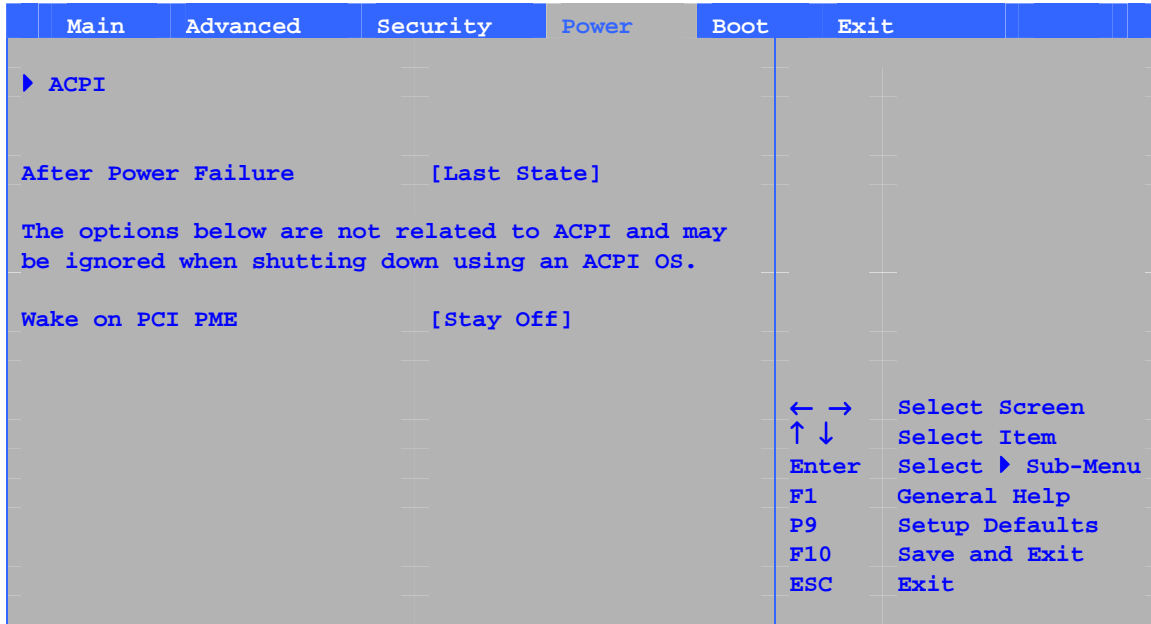 Main Advanced Security Power Boot Exit
ACPI
After Power Failure [Last State]
The options below are not related to ACPI and may
be ignored when shutting down using an ACPI OS.
Wake on PCI PME [Stay Off]
← → Select Screen
↑ ↓ Select Item
Enter Select Sub-Menu
F1 General Help
P9 Setup Defaults
F10 Save and Exit
ESC Exit